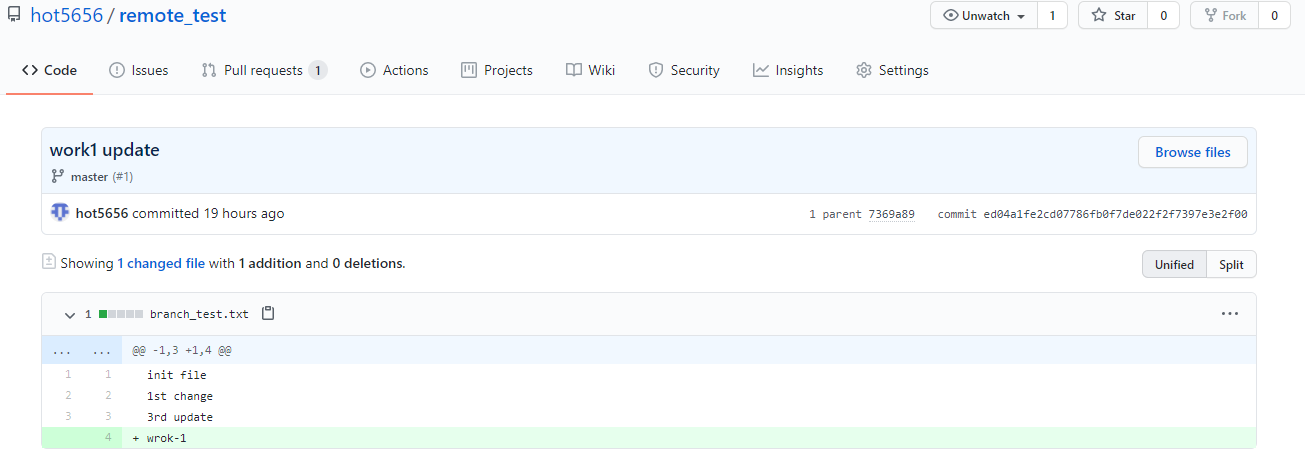 hot5656 / remote_test Unwatch 1 Star 0 Fork 0
Code Issues Pull requests 1 Actions Projects Wiki Security Insights Settings
work1 update Browse files
master (#1)
hot5656 committed 19 hours ago 1 parent 7369a89 commit ed04a1fe2cd07786fb0f7de022f2f7397e3e2f00
Showing 1 changed file with 1 addition and 0 deletions. Unified Split
1 branch_test.txt ...
... ... @@ -1,3 +1,4 @@
1 1 init file
2 2 1st change
3 3 3rd update
4 + wrok-1